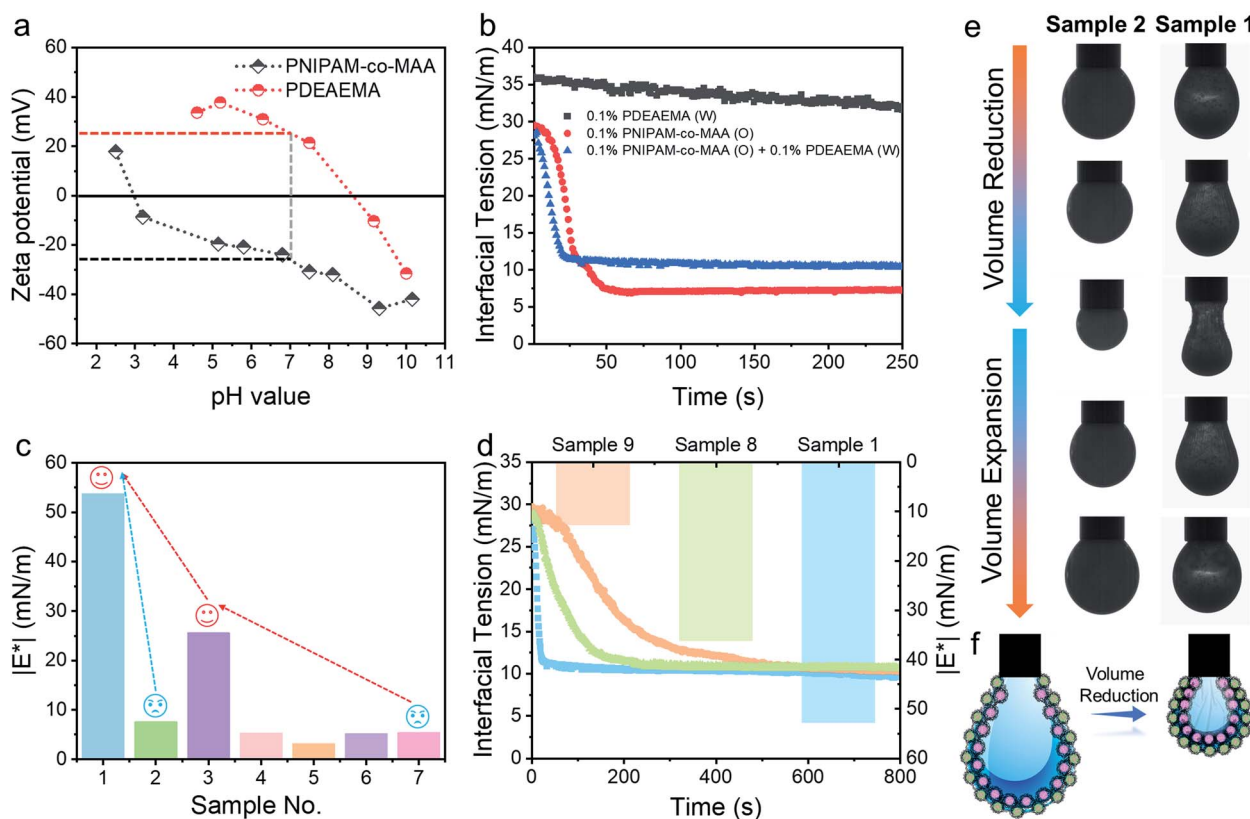 a
PNIPAM-co-MAA
PDEAEMA
Zeta potential (mV)
60
40
20
0
-20
-40
-60
2 3 4 5 6 7 8 9 10 11
pH value
b
Interfacial Tension (mN/m)
40
35
30
25
20
15
10
5
0
0.1% PDEAEMA (W)
0.1% PNIPAM-co-MAA (O)
0.1% PNIPAM-co-MAA (O) + 0.1% PDEAEMA (W)
50 100 150 200 250
Time (s)
c
|E*| (mN/m)
60
50
40
30
20
10
0
1 2 3 4 5 6 7
Sample No.
d
Sample 9 Sample 8 Sample 1
Interfacial Tension (mN/m)
35
30
25
20
15
10
5
0
0 200 400 600 800
Time (s)
0
10
20
30
40
50
60
|E*| (mN/m)
e
Sample 2 Sample 1
Volume Reduction
Volume Expansion
f
Volume
Reduction